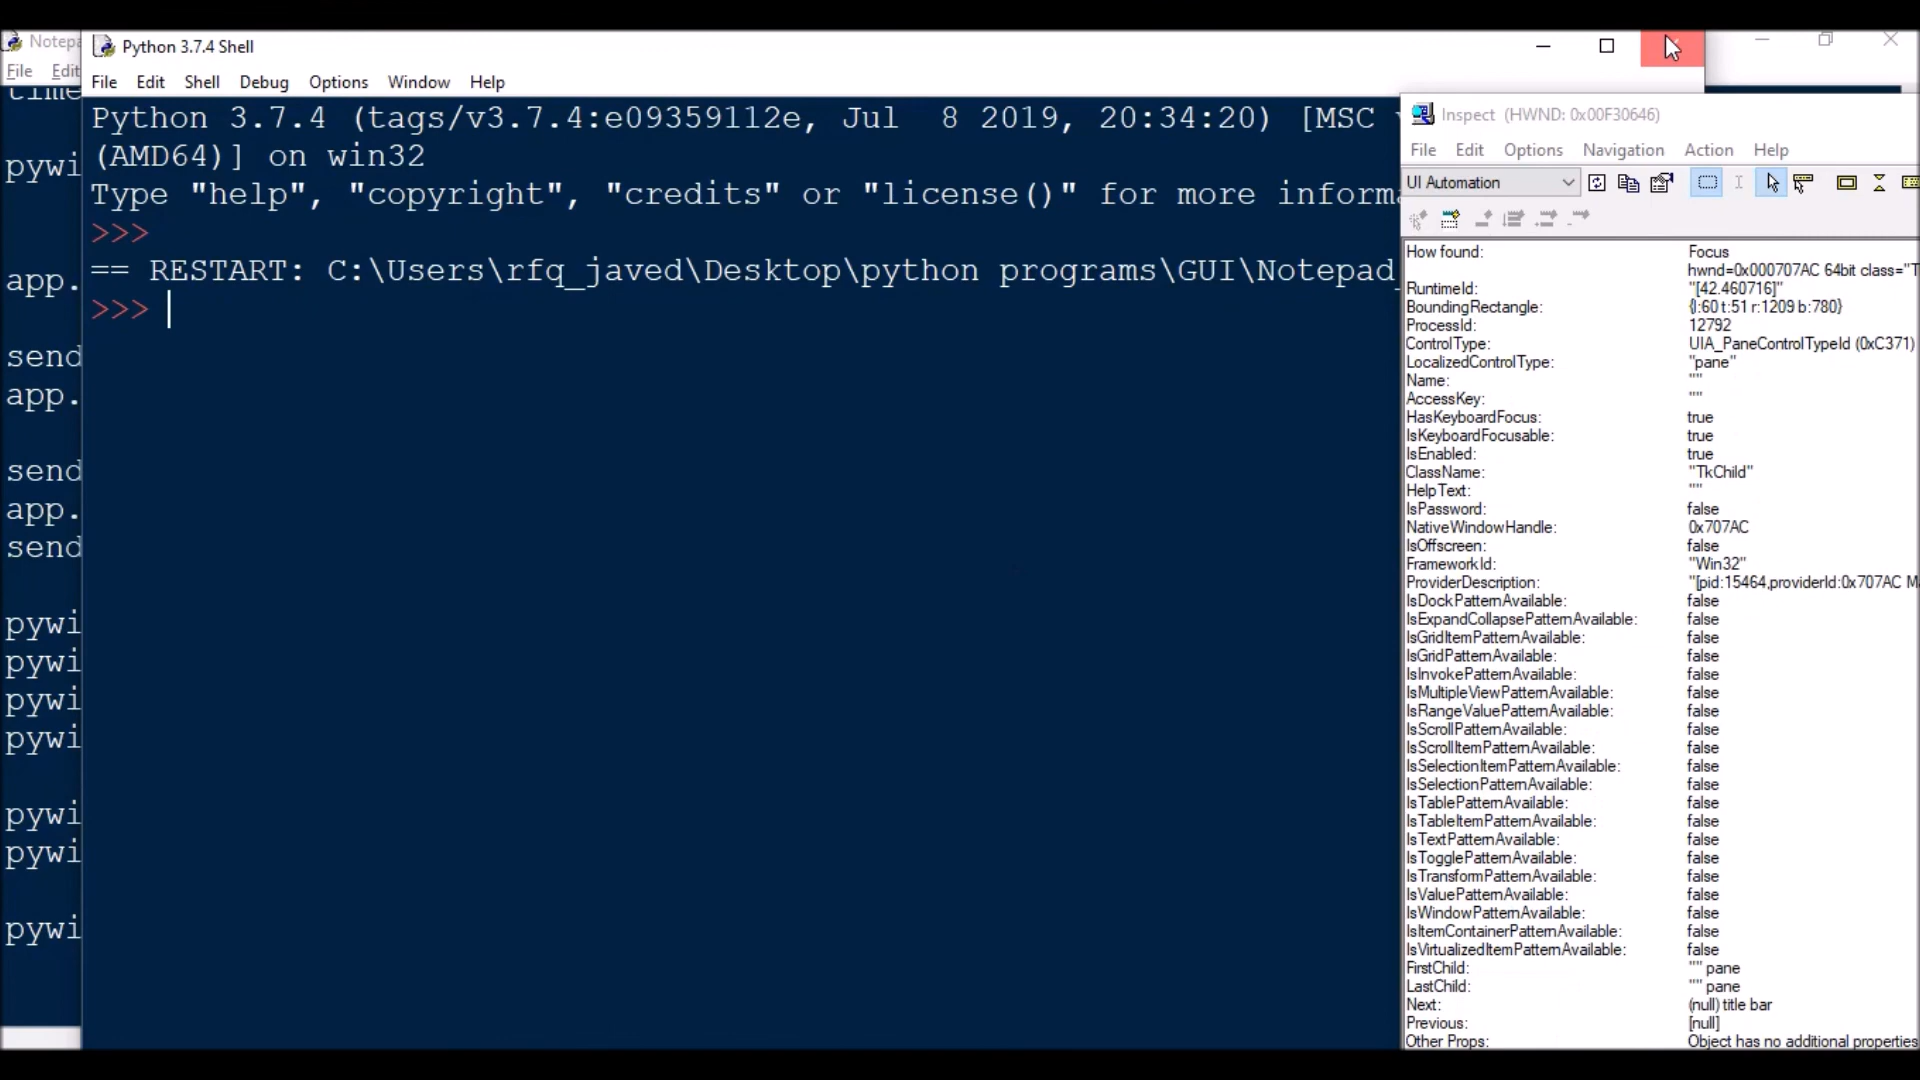 Notepa
File Edit
time
pywi
app.
send
app.
send
app.
send
pywi
pywi
pywi
pywi
pywi
pywi
pywi
Python 3.7.4 Shell
File Edit Shell Debug Options Window Help
Python 3.7.4 (tags/v3.7.4:e09359112e, Jul  8 2019, 20:34:20) [MSC
(AMD64)] on win32
Type "help", "copyright", "credits" or "license()" for more informa
>>>
== RESTART: C:\Users\rfq_javed\Desktop\python programs\GUI\Notepad_
>>>
Inspect (HWND: 0x00F30646)
File Edit Options Navigation Action Help
UI Automation
How found: Focus
hwnd=0x000707AC 64bit class="T
RuntimeId: "[42.460716]"
BoundingRectangle: {l:60 t:51 r:1209 b:780}
ProcessId: 12792
ControlType: UIA_PaneControlTypeId (0xC371)
LocalizedControlType: "pane"
Name: ""
AccessKey: ""
HasKeyboardFocus: true
IsKeyboardFocusable: true
IsEnabled: true
ClassName: "TkChild"
HelpText: ""
IsPassword: false
NativeWindowHandle: 0x707AC
IsOffscreen: false
FrameworkId: "Win32"
ProviderDescription: "[pid:15464,providerId:0x707AC M
IsDockPatternAvailable: false
IsExpandCollapsePatternAvailable: false
IsGridItemPatternAvailable: false
IsGridPatternAvailable: false
IsInvokePatternAvailable: false
IsMultipleViewPatternAvailable: false
IsRangeValuePatternAvailable: false
IsScrollPatternAvailable: false
IsScrollItemPatternAvailable: false
IsSelectionItemPatternAvailable: false
IsSelectionPatternAvailable: false
IsTablePatternAvailable: false
IsTableItemPatternAvailable: false
IsTextPatternAvailable: false
IsTogglePatternAvailable: false
IsTransformPatternAvailable: false
IsValuePatternAvailable: false
IsWindowPatternAvailable: false
IsItemContainerPatternAvailable: false
IsVirtualizedItemPatternAvailable: false
FirstChild: "" pane
LastChild: "" pane
Next: (null) title bar
Previous: [null]
Other Props: Object has no additional properties